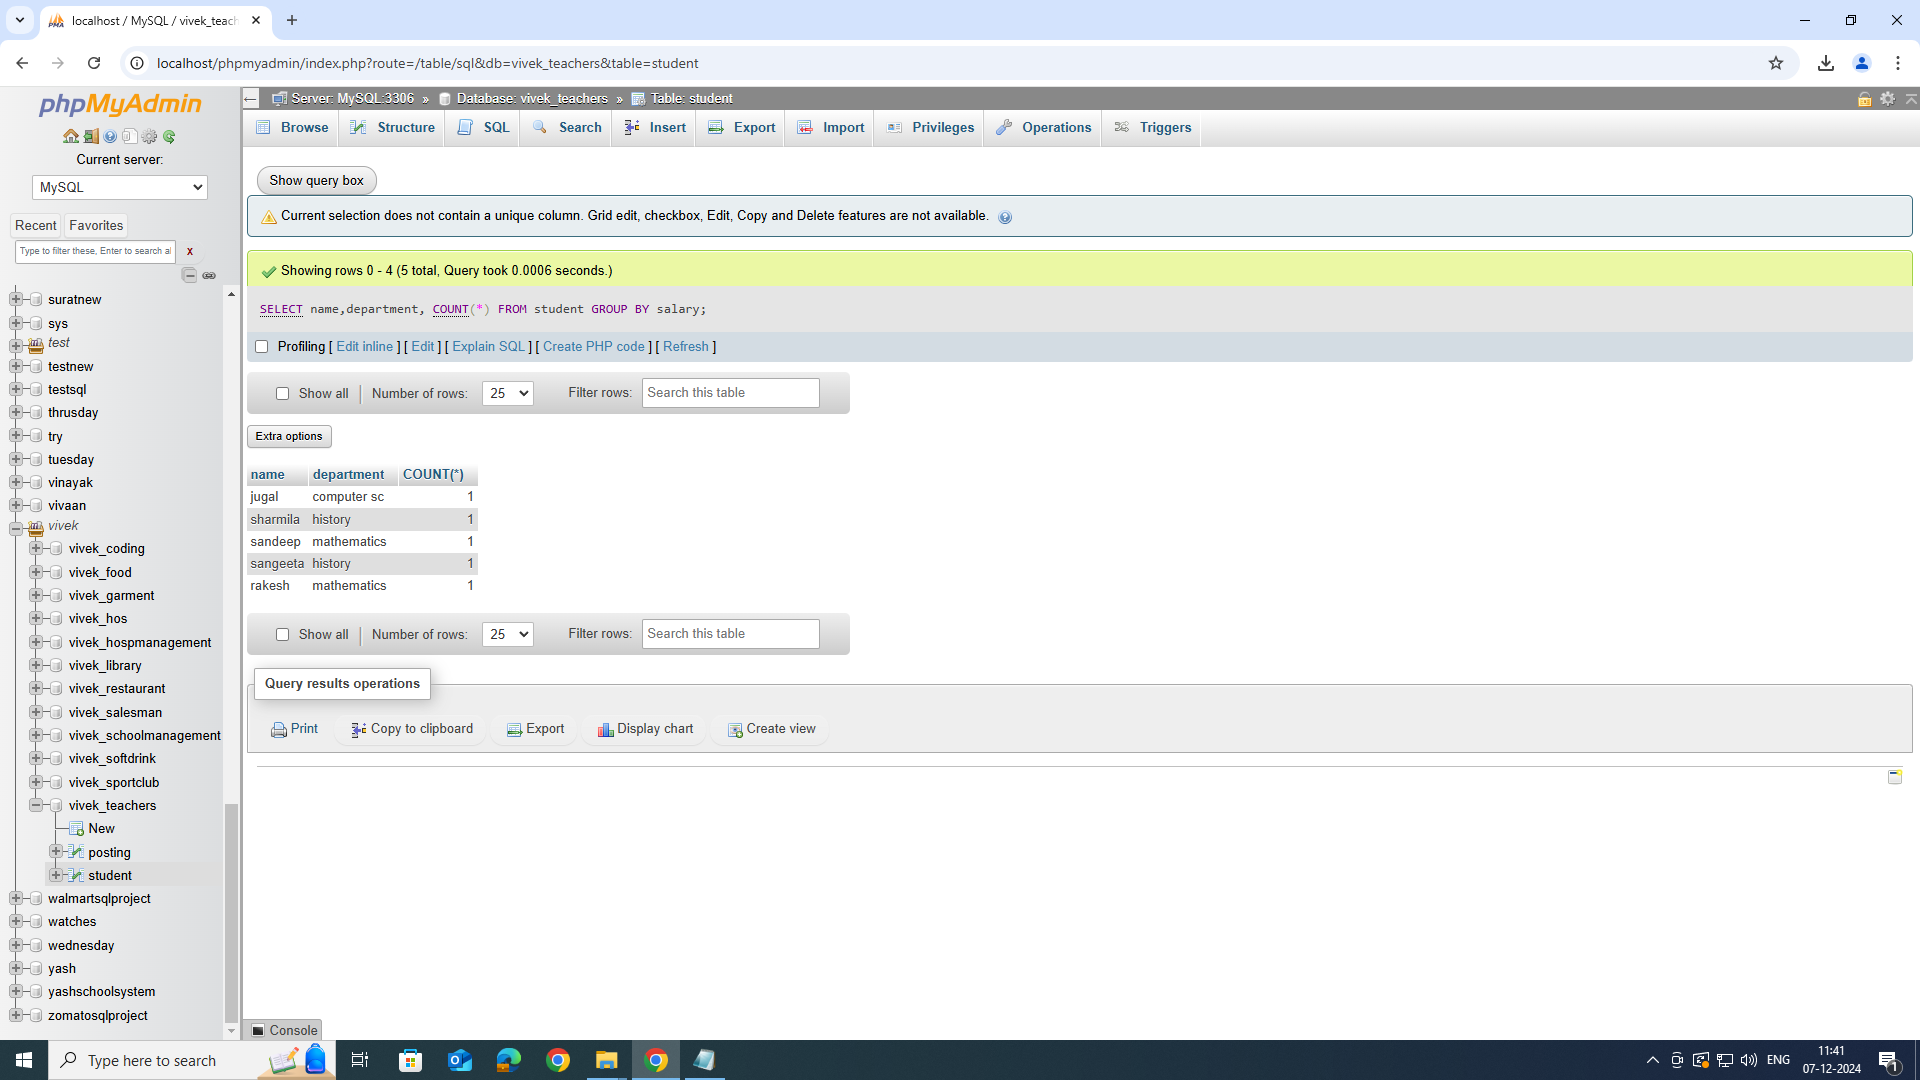 localhost / MySQL / vivek_teach
localhost/phpmyadmin/index.php?route=/table/sql&db=vivek_teachers&table=student
phpMyAdmin
Current server:
MySQL
Recent Favorites
Type to filter these, Enter to search al
x
suratnew
sys
test
testnew
testsql
thrusday
try
tuesday
vinayak
vivaan
vivek
vivek_coding
vivek_food
vivek_garment
vivek_hos
vivek_hospmanagement
vivek_library
vivek_restaurant
vivek_salesman
vivek_schoolmanagement
vivek_softdrink
vivek_sportclub
vivek_teachers
New
posting
student
walmartsqlproject
watches
wednesday
yash
yashschoolsystem
zomatosqlproject
Server: MySQL:3306 » Database: vivek_teachers » Table: student
Browse Structure SQL Search Insert Export Import Privileges Operations Triggers
Show query box
Current selection does not contain a unique column. Grid edit, checkbox, Edit, Copy and Delete features are not available.
Showing rows 0 - 4 (5 total, Query took 0.0006 seconds.)
SELECT name,department, COUNT(*) FROM student GROUP BY salary;
Profiling [ Edit inline ] [ Edit ] [ Explain SQL ] [ Create PHP code ] [ Refresh ]
Show all Number of rows: 25 Filter rows: Search this table
Extra options
name department COUNT(*)
jugal computer sc 1
sharmila history 1
sandeep mathematics 1
sangeeta history 1
rakesh mathematics 1
Show all Number of rows: 25 Filter rows: Search this table
Query results operations
Print Copy to clipboard Export Display chart Create view
Console
Type here to search
ENG
11:41
07-12-2024
1